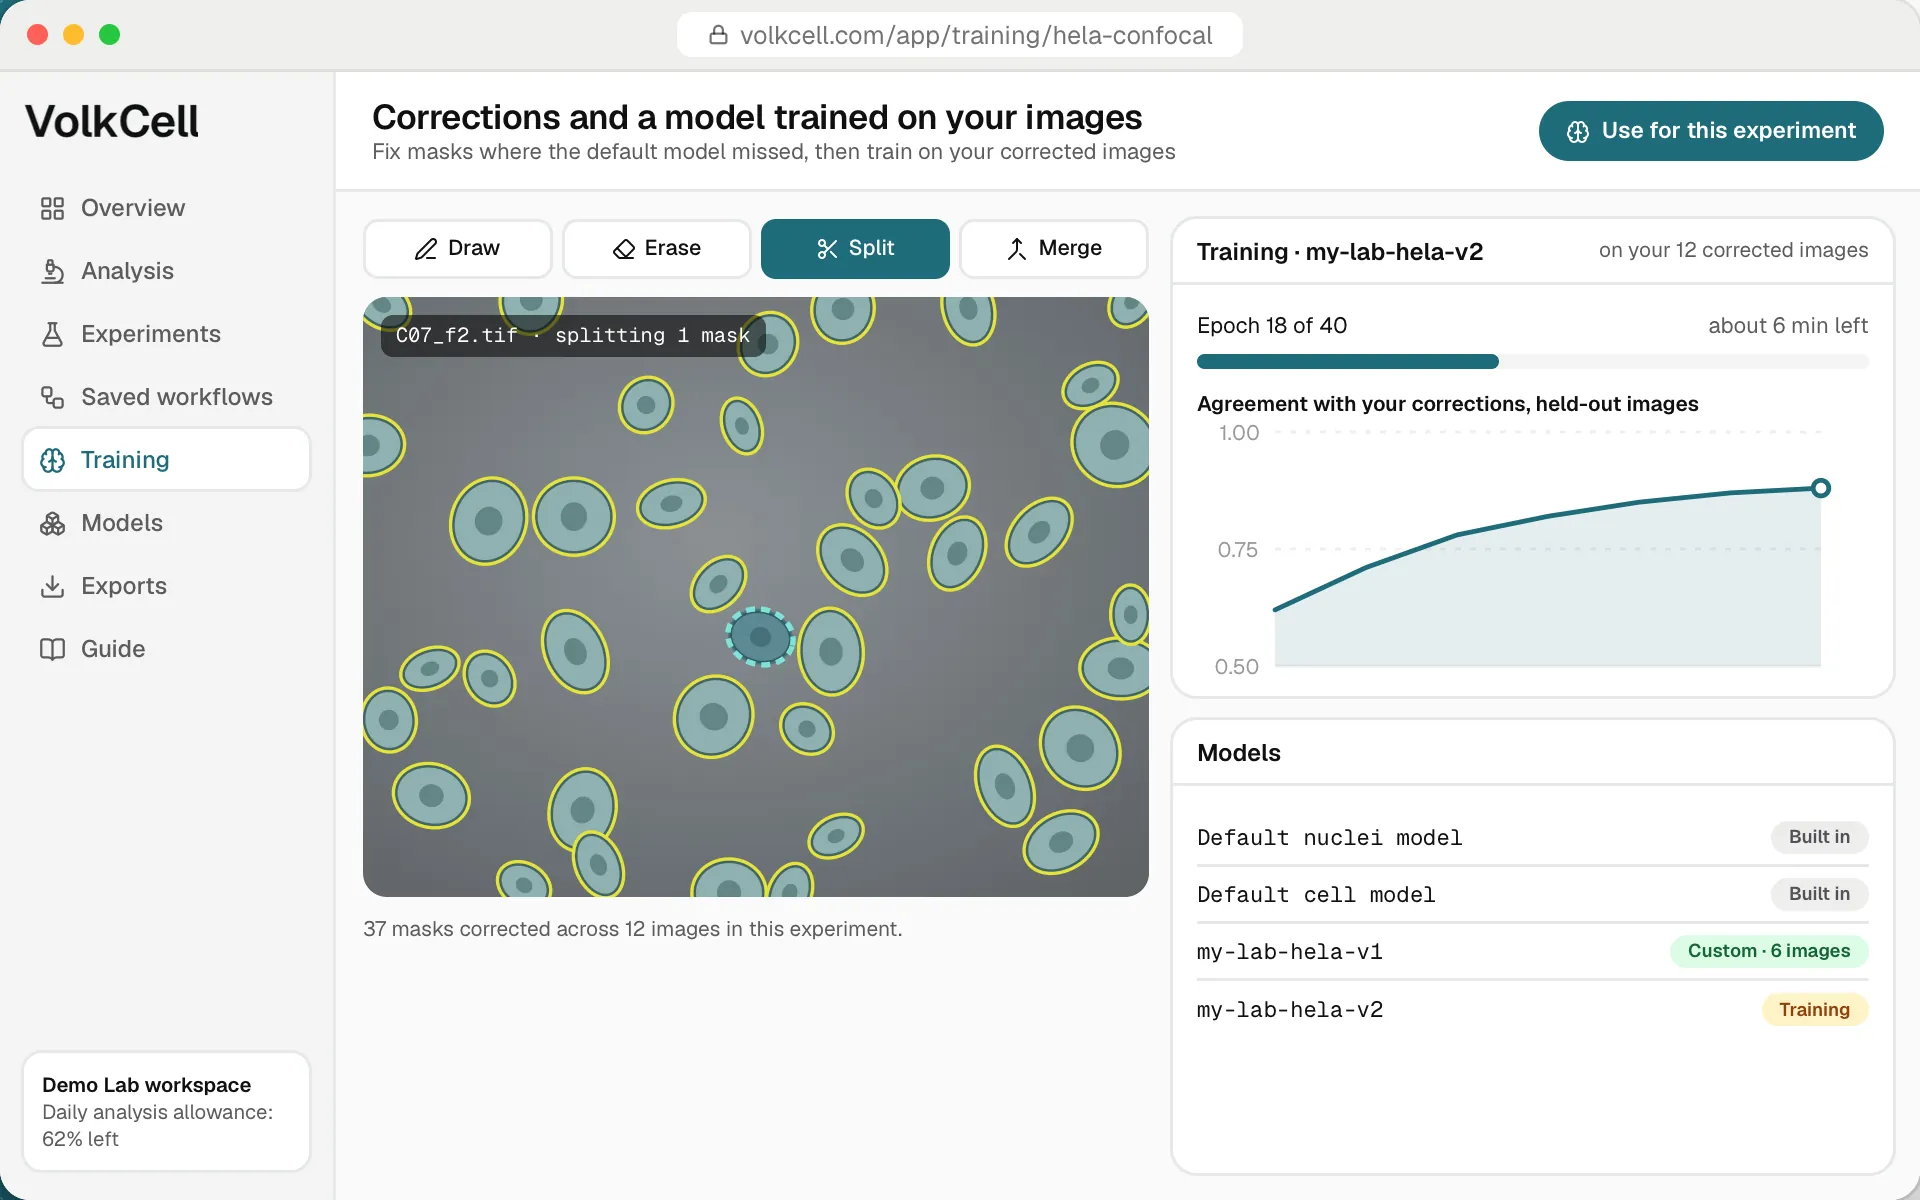 volkcell.com/app/training/hela-confocal
VolkCell
Overview
Analysis
Experiments
Saved workflows
Training
Models
Exports
Guide
Demo Lab workspace
Daily analysis allowance:
62% left
Corrections and a model trained on your images
Fix masks where the default model missed, then train on your corrected images
Use for this experiment
Draw
Erase
Split
Merge
C07_f2.tif · splitting 1 mask
37 masks corrected across 12 images in this experiment.
Training · my-lab-hela-v2
on your 12 corrected images
Epoch 18 of 40
about 6 min left
Agreement with your corrections, held-out images
1.00
0.75
0.50
Models
Default nuclei model
Built in
Default cell model
Built in
my-lab-hela-v1
Custom · 6 images
my-lab-hela-v2
Training